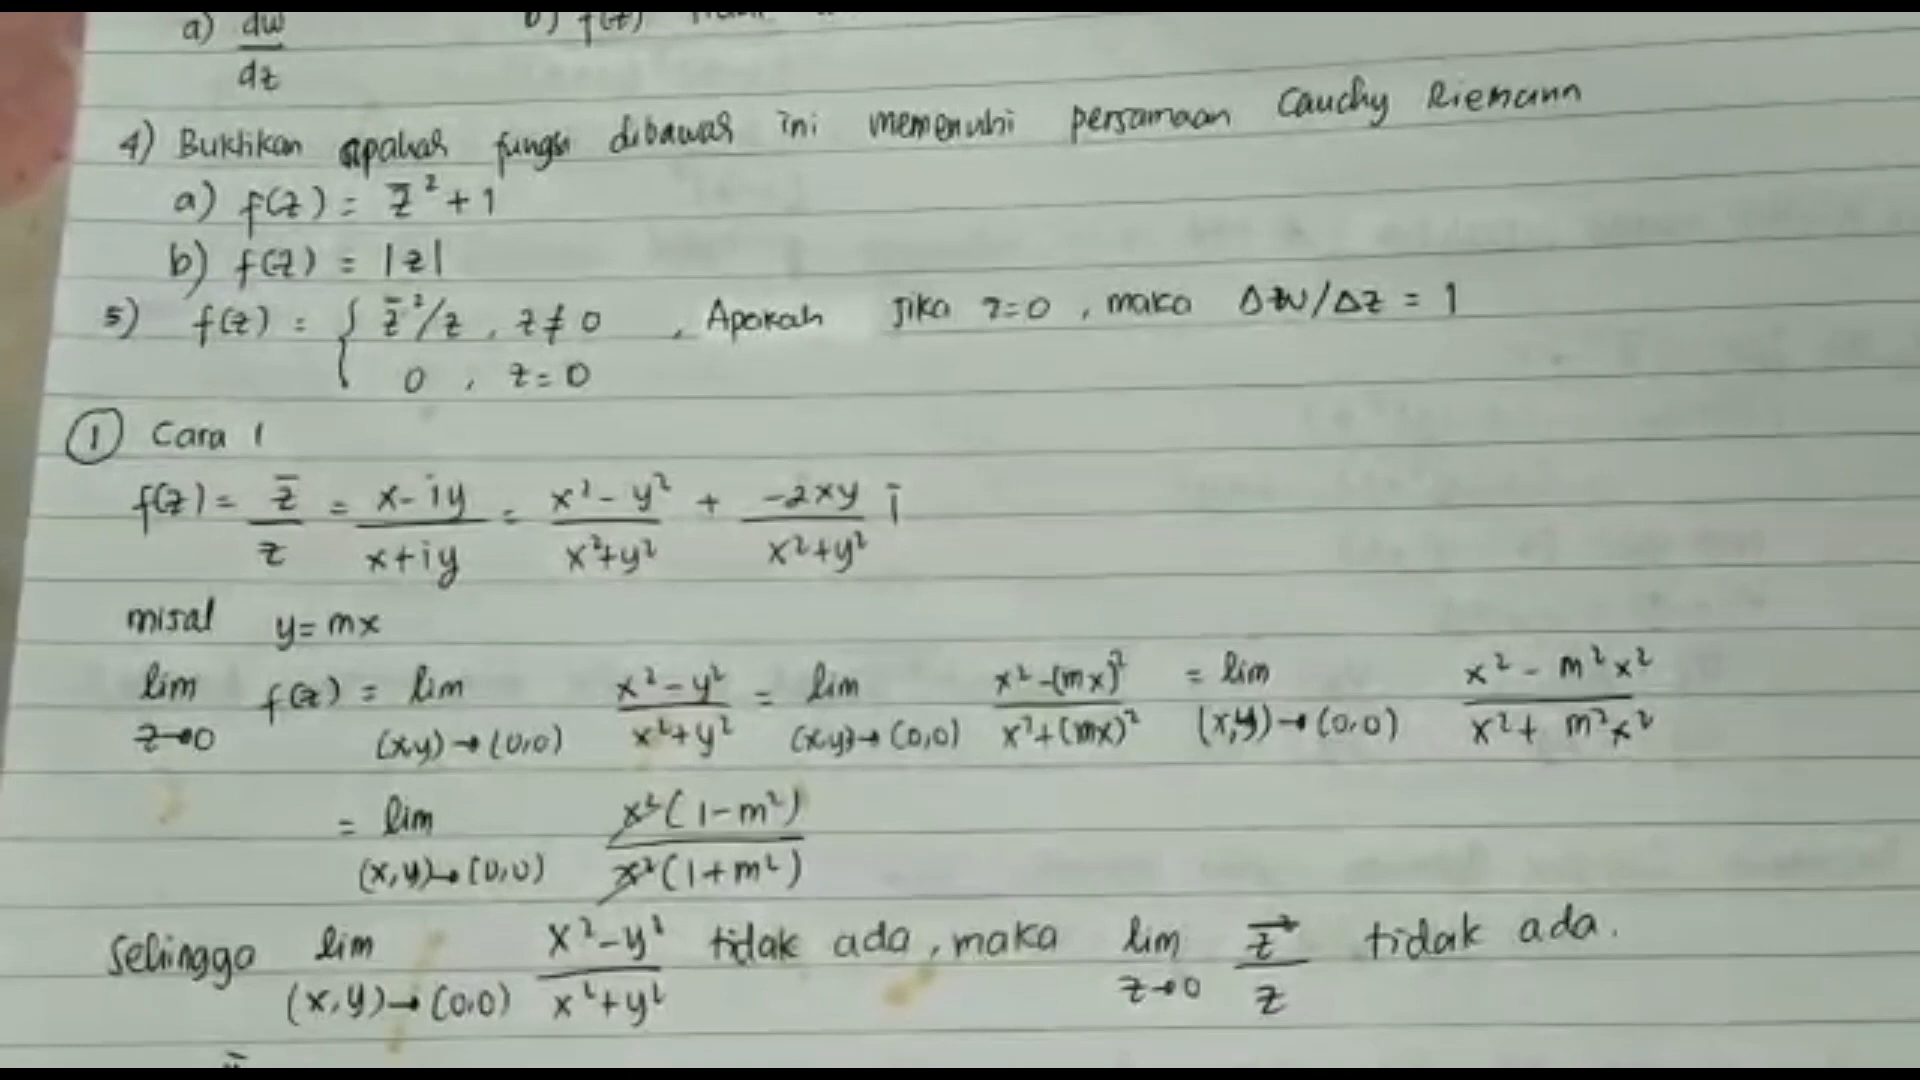 a) dw/dz b) f(z)
4) Buktikan apakah fungsi dibawah ini memenuhi persamaan Cauchy Riemann
a) f(z) = z̄² + 1
b) f(z) = |z|
5) f(z) = { z̄²/z , z ≠ 0 , Apakah jika z=0 , maka Δw/Δz = 1
0 , z = 0
① Cara 1
f(z) = z̄/z = (x-iy)/(x+iy) = (x²-y²)/(x²+y²) + (-2xy)/(x²+y²) i
misal y = mx
lim z→0 f(z) = lim (x,y)→(0,0) (x²-y²)/(x²+y²) = lim (x,y)→(0,0) (x²-(mx)²)/(x²+(mx)²) = lim (x,y)→(0,0) (x²-m²x²)/(x²+m²x²)
= lim (x,y)→(0,0) x²(1-m²)/x²(1+m²)
Sehingga lim (x,y)→(0,0) (x²-y²)/(x²+y²) tidak ada, maka lim z→0 z̄/z tidak ada.